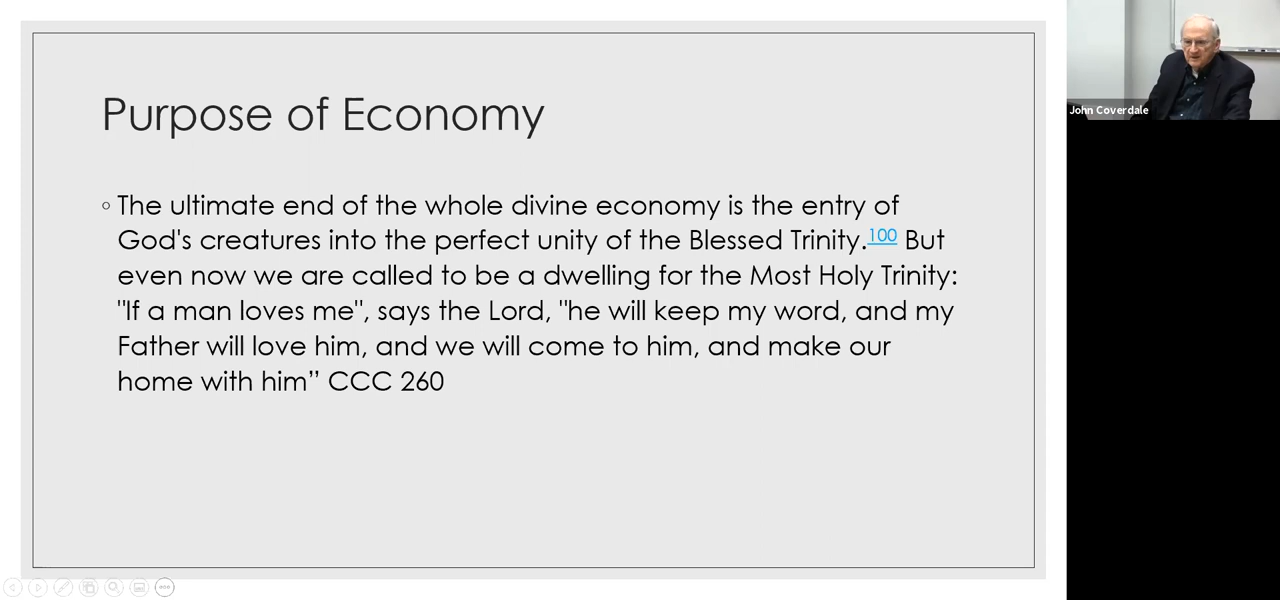 Purpose of Economy
The ultimate end of the whole divine economy is the entry of
God's creatures into the perfect unity of the Blessed Trinity.100 But
even now we are called to be a dwelling for the Most Holy Trinity:
"If a man loves me", says the Lord, "he will keep my word, and my
Father will love him, and we will come to him, and make our
home with him” CCC 260
John Coverdale